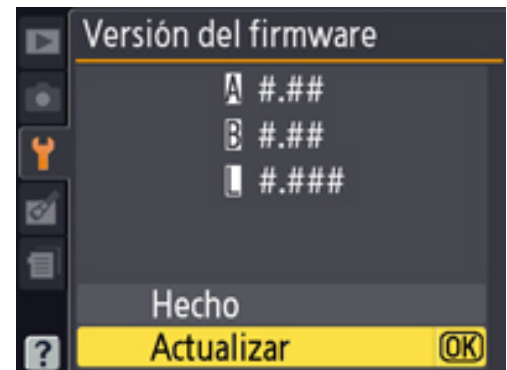 Versión del firmware
A #.##
B #.##
L #.###
Hecho
Actualizar OK
?